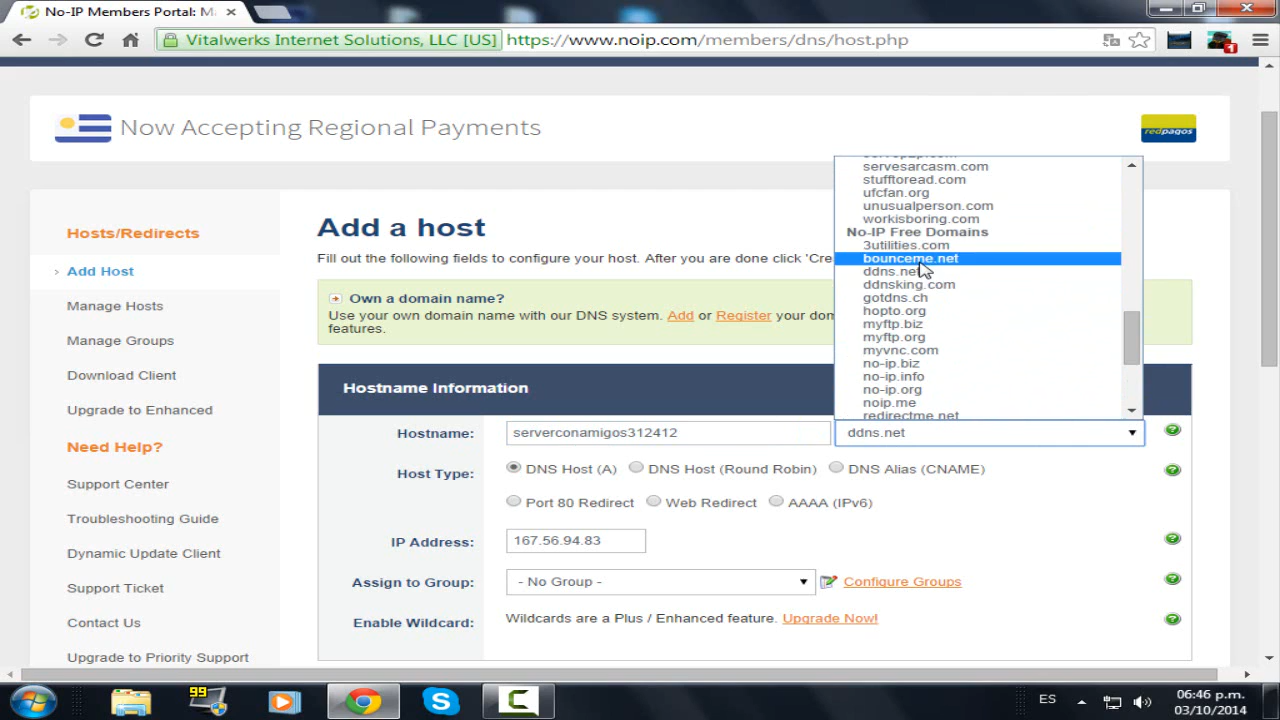 No-IP Members Portal: M
Vitalwerks Internet Solutions, LLC [US]
https://www.noip.com/members/dns/host.php
1
Now Accepting Regional Payments
redpagos
Hosts/Redirects
Add Host
Manage Hosts
Manage Groups
Download Client
Upgrade to Enhanced
Need Help?
Support Center
Troubleshooting Guide
Dynamic Update Client
Support Ticket
Contact Us
Upgrade to Priority Support
Add a host
Fill out the following fields to configure your host. After you are done click 'Cre
Own a domain name?
Use your own domain name with our DNS system. Add or Register your dom
features.
servesarcasm.com
stufftoread.com
ufcfan.org
unusualperson.com
workisboring.com
No-IP Free Domains
3utilities.com
bounceme.net
ddns.net
ddnsking.com
gotdns.ch
hopto.org
myftp.biz
myftp.org
myvnc.com
no-ip.biz
no-ip.info
no-ip.org
noip.me
redirectme.net
Hostname Information
Hostname: serverconamigos312412 ddns.net
Host Type: DNS Host (A) DNS Host (Round Robin) DNS Alias (CNAME)
Port 80 Redirect Web Redirect AAAA (IPv6)
IP Address: 167.56.94.83
Assign to Group: - No Group - Configure Groups
Enable Wildcard: Wildcards are a Plus / Enhanced feature. Upgrade Now!
99
ES
06:46 p.m.
03/10/2014